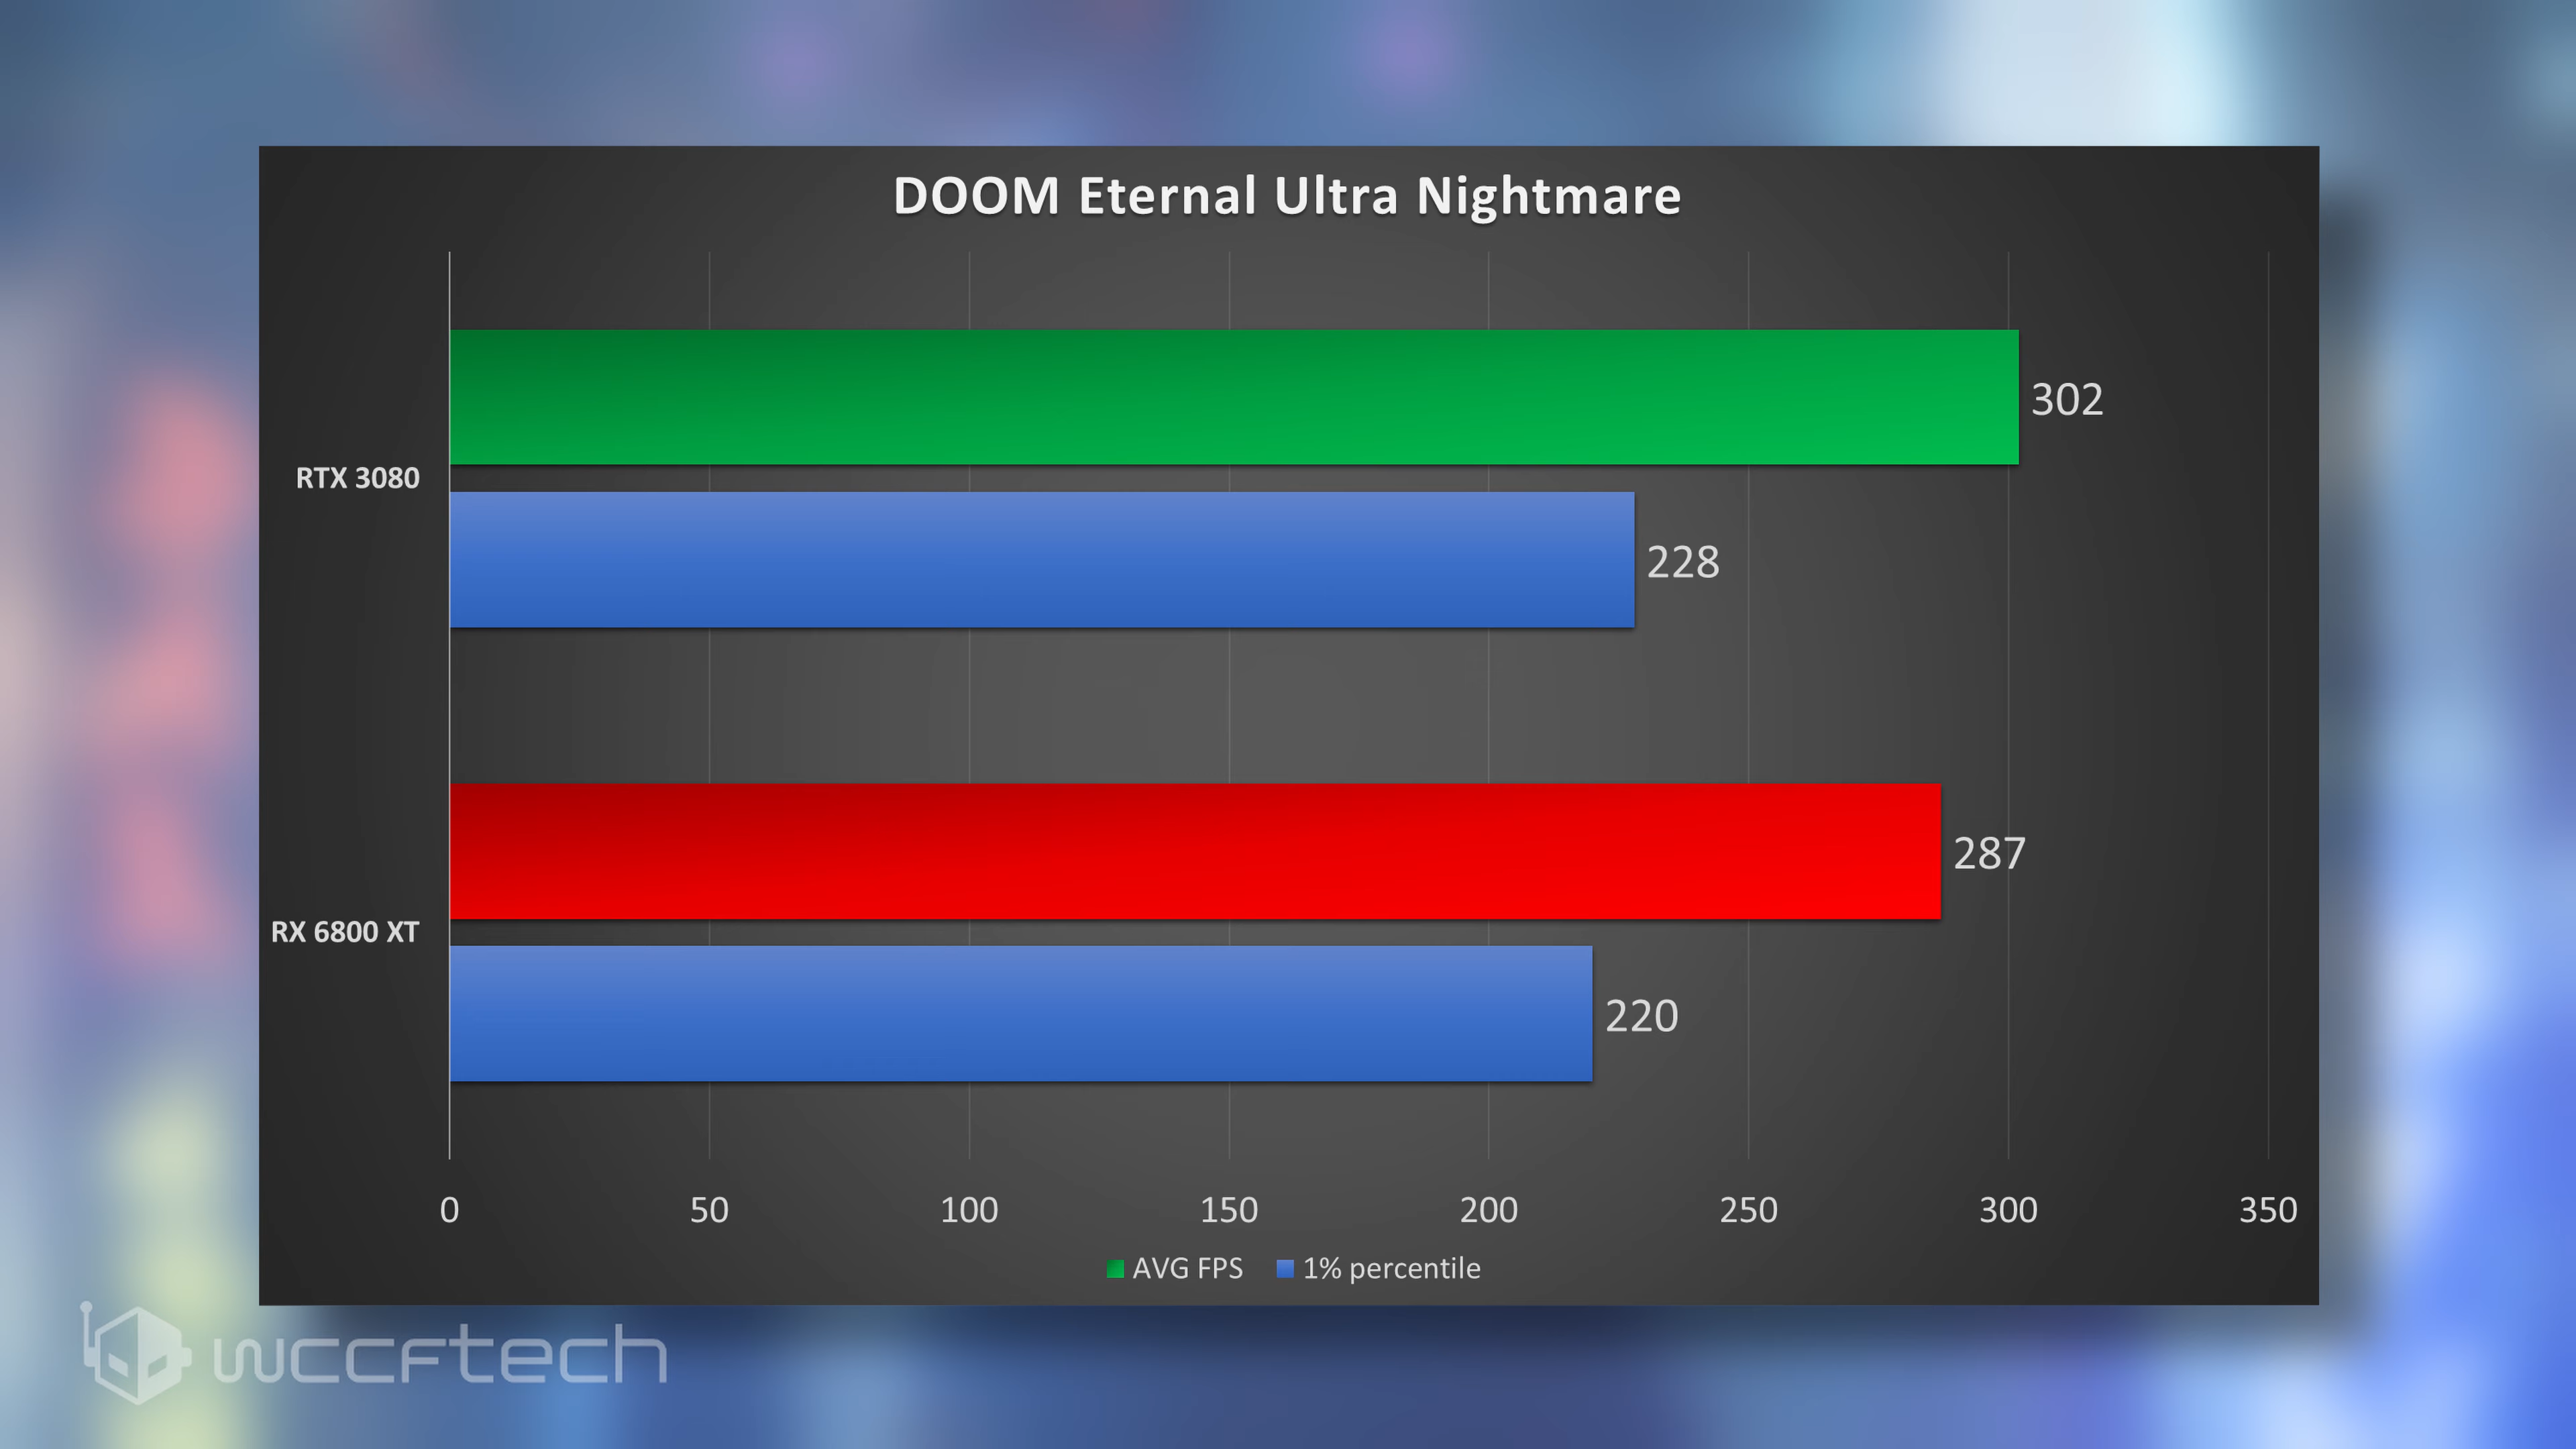 DOOM Eternal Ultra Nightmare
302
RTX 3080
228
287
RX 6800 XT
220
0 50 100 150 200 250 300 350
AVG FPS 1% percentile
wccftech